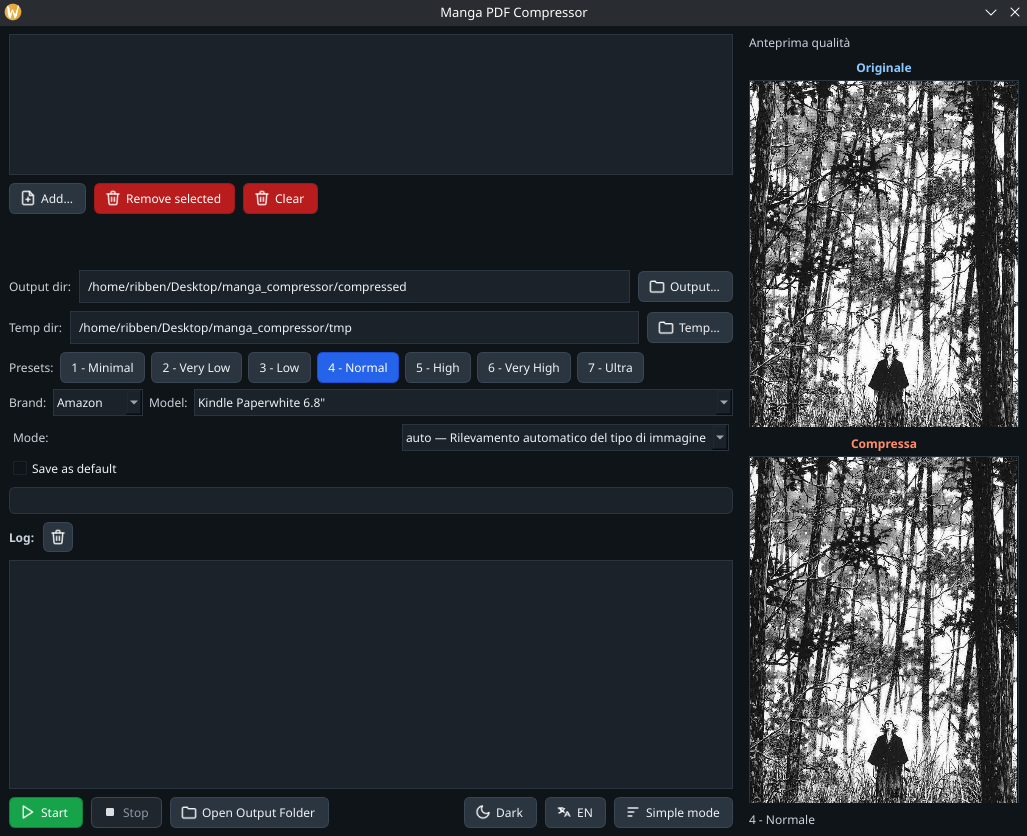 Manga PDF Compressor
Anteprima qualità
Originale
Add...
Remove selected
Clear
Output dir: /home/ribben/Desktop/manga_compressor/compressed Output...
Temp dir: /home/ribben/Desktop/manga_compressor/tmp Temp...
Presets: 1 - Minimal 2 - Very Low 3 - Low 4 - Normal 5 - High 6 - Very High 7 - Ultra
Brand: Amazon Model: Kindle Paperwhite 6.8"
Mode: auto — Rilevamento automatico del tipo di immagine
Compressa
Save as default
Log:
Start Stop Open Output Folder Dark EN Simple mode
4 - Normale